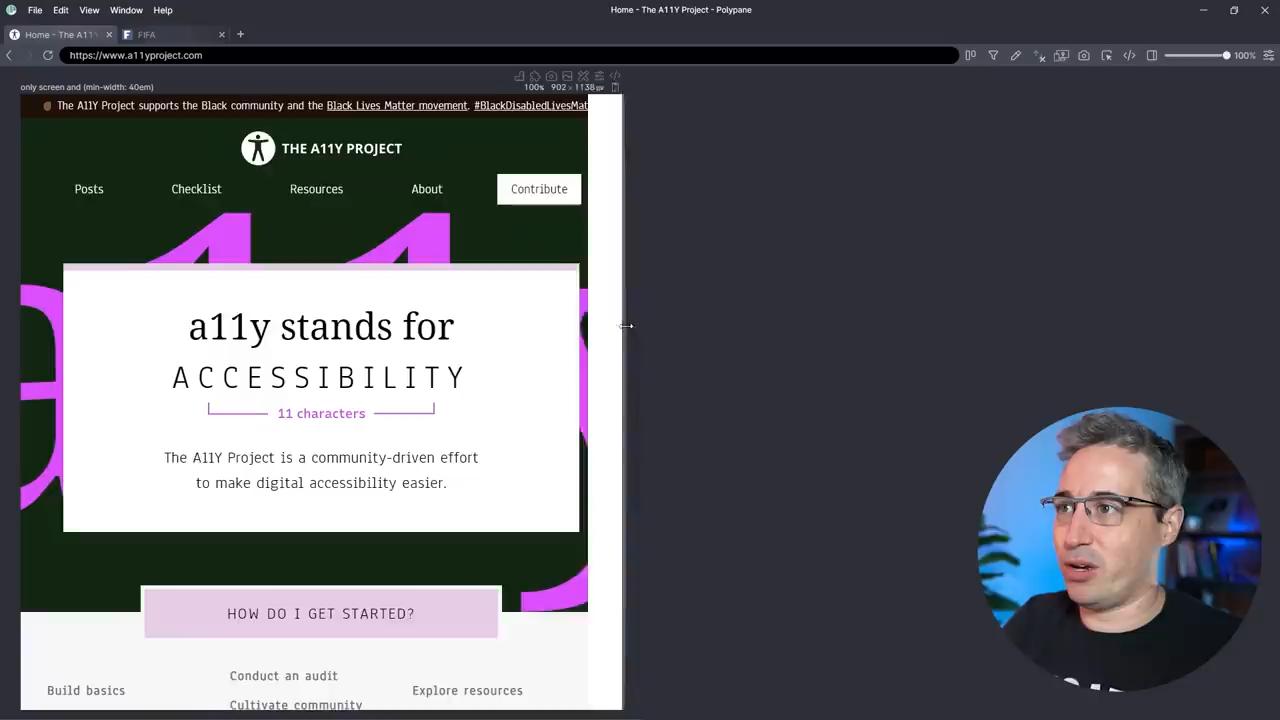 File Edit View Window Help
Home - The A11Y Project - Polypane
Home - The A11
FIFA
https://www.a11yproject.com
100%
only screen and (min-width: 40em)
100% 902 × 1138
The A11Y Project supports the Black community and the Black Lives Matter movement. #BlackDisabledLivesMat
THE A11Y PROJECT
Posts Checklist Resources About Contribute
a11y stands for
ACCESSIBILITY
11 characters
The A11Y Project is a community-driven effort
to make digital accessibility easier.
HOW DO I GET STARTED?
Conduct an audit
Build basics
Explore resources
Cultivate community